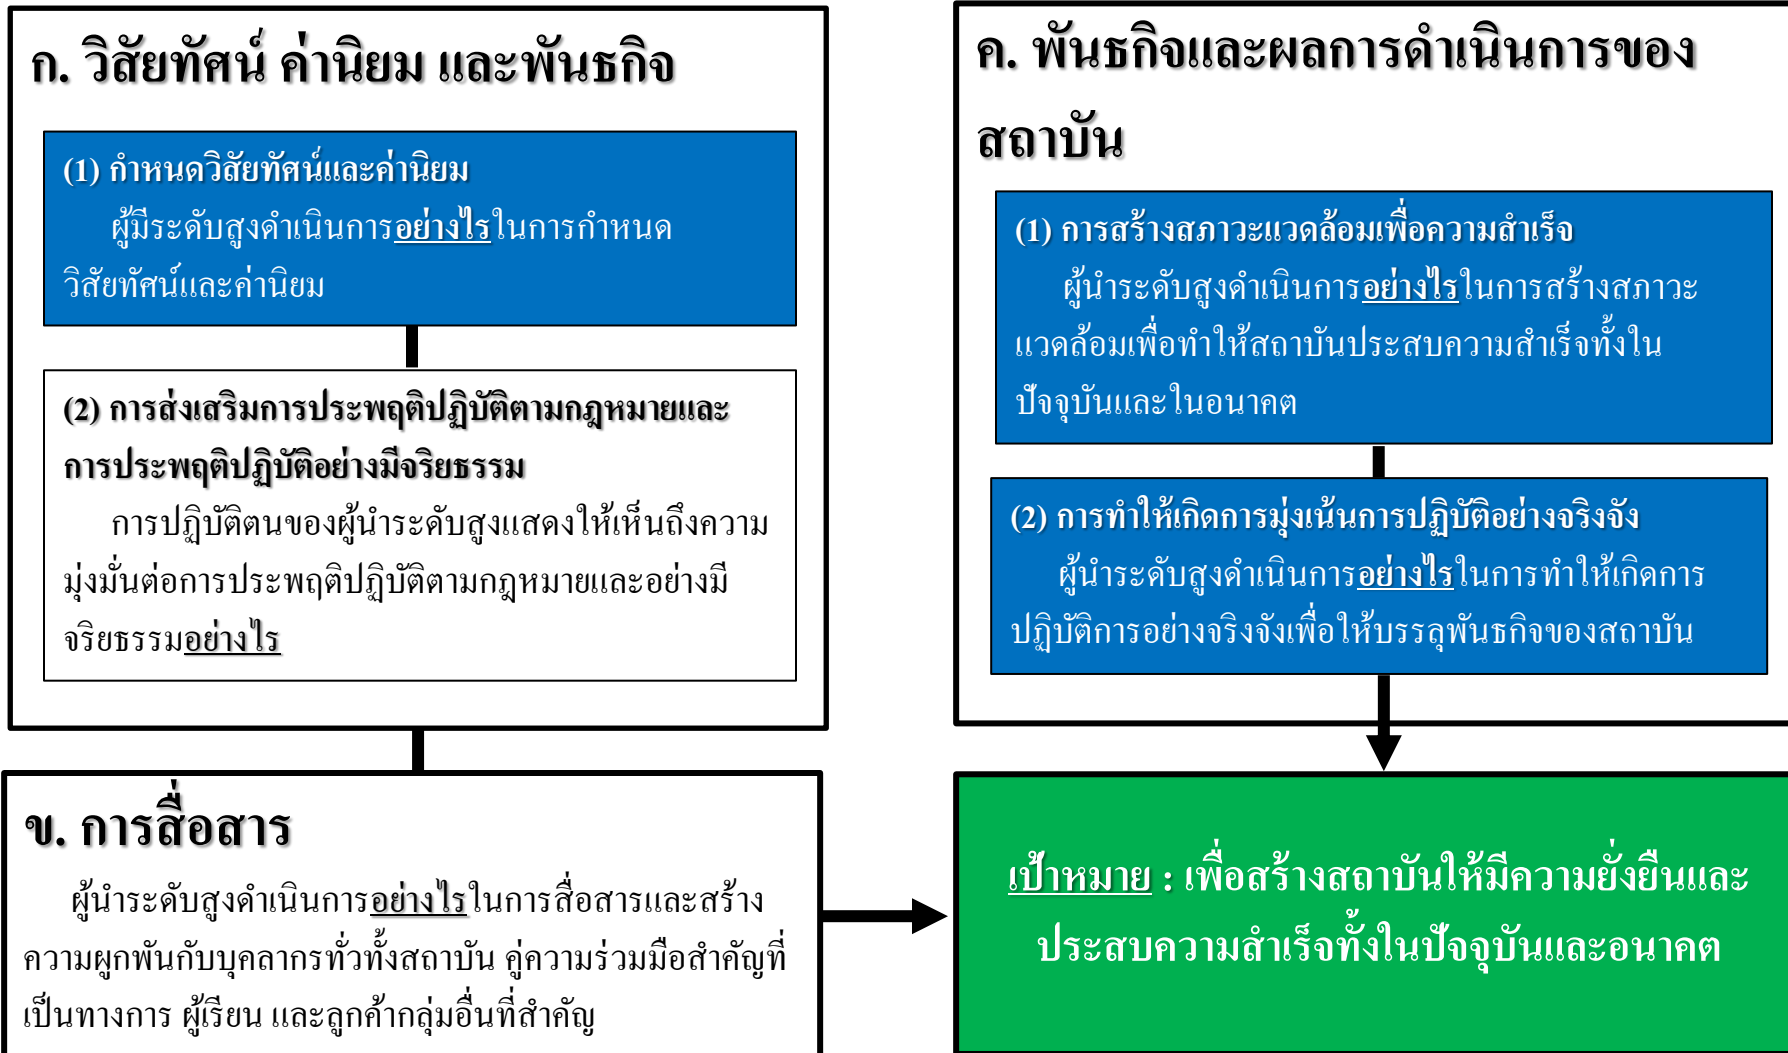 ก. วิสัยทัศน์ ค่านิยม และพันธกิจ
(1) กำหนดวิสัยทัศน์และค่านิยม
ผู้มีระดับสูงดำเนินการอย่างไรในการกำหนด
วิสัยทัศน์และค่านิยม
(2) การส่งเสริมการประพฤติปฏิบัติตามกฎหมายและ
การประพฤติปฏิบัติอย่างมีจริยธรรม
การปฏิบัติตนของผู้นำระดับสูงแสดงให้เห็นถึงความ
มุ่งมั่นต่อการประพฤติปฏิบัติตามกฎหมายและอย่างมี
จริยธรรมอย่างไร
ข. การสื่อสาร
ผู้นำระดับสูงดำเนินการอย่างไรในการสื่อสารและสร้าง
ความผูกพันกับบุคลากรทั่วทั้งสถาบัน คู่ความร่วมมือสำคัญที่
เป็นทางการ ผู้เรียน และลูกค้ากลุ่มอื่นที่สำคัญ
ค. พันธกิจและผลการดำเนินการของ
สถาบัน
(1) การสร้างสภาวะแวดล้อมเพื่อความสำเร็จ
ผู้นำระดับสูงดำเนินการอย่างไรในการสร้างสภาวะ
แวดล้อมเพื่อทำให้สถาบันประสบความสำเร็จทั้งใน
ปัจจุบันและในอนาคต
(2) การทำให้เกิดการมุ่งเน้นการปฏิบัติอย่างจริงจัง
ผู้นำระดับสูงดำเนินการอย่างไรในการทำให้เกิดการ
ปฏิบัติการอย่างจริงจังเพื่อให้บรรลุพันธกิจของสถาบัน
เป้าหมาย : เพื่อสร้างสถาบันให้มีความยั่งยืนและ
ประสบความสำเร็จทั้งในปัจจุบันและอนาคต